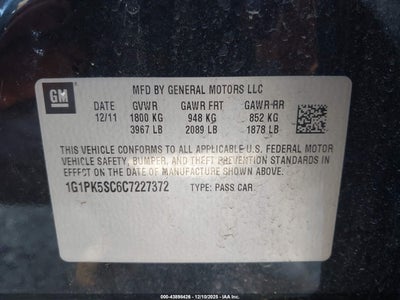 MFD BY GENERAL MOTORS LLC
GM
DATE GVWR GAWR FRT GAWR RR
12/11 1800 KG 948 KG 852 KG
3967 LB 2089 LB 1878 LB
THIS VEHICLE CONFORMS TO ALL APPLICABLE U.S. FEDERAL MOTOR
VEHICLE SAFETY, BUMPER, AND THEFT PREVENTION STANDARDS IN
EFFECT ON THE DATE OF MANUFACTURE SHOWN ABOVE.
1G1PK5SC6C7227372 TYPE: PASS CAR.
ID: 43898426 • 12/10/2025 - IAA Inc.